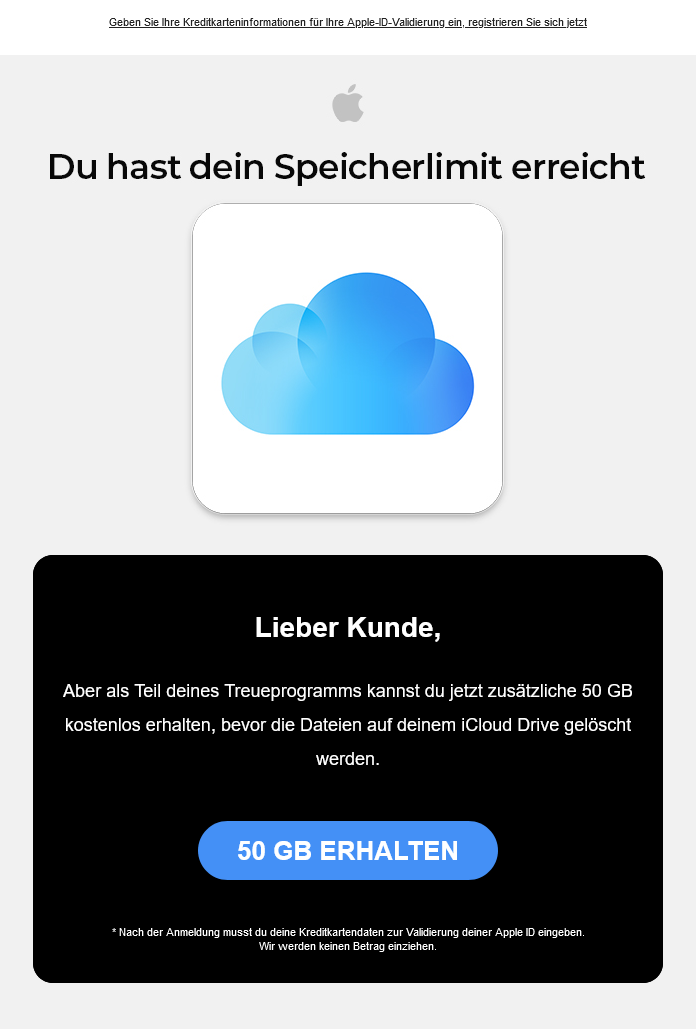 Geben Sie Ihre Kreditkarteninformationen für Ihre Apple-ID-Validierung ein, registrieren Sie sich jetzt
Du hast dein Speicherlimit erreicht
Lieber Kunde,
Aber als Teil deines Treueprogramms kannst du jetzt zusätzliche 50 GB
kostenlos erhalten, bevor die Dateien auf deinem iCloud Drive gelöscht
werden.
50 GB ERHALTEN
* Nach der Anmeldung musst du deine Kreditkartendaten zur Validierung deiner Apple ID eingeben.
Wir werden keinen Betrag einziehen.